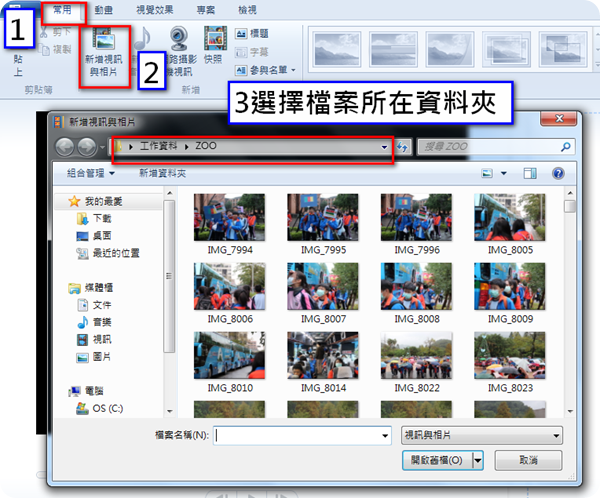 1
常用
動畫
視覺效果
專案
檢視
貼上
剪下
複製
剪貼簿
新增視訊與相片
2
路攝影
機視訊
快照
標題
字幕
參與名單
新增
3選擇檔案所在資料夾
新增視訊與相片
工作資料 ZOO
搜尋 ZOO
組合管理
新增資料夾
我的最愛
下載
桌面
最近的位置
媒體櫃
文件
音樂
視訊
圖片
電腦
OS (C:)
IMG_7994 IMG_7995 IMG_7996 IMG_8005
IMG_8006 IMG_8007 IMG_8008 IMG_8009
IMG_8010 IMG_8014 IMG_8022 IMG_8023
檔案名稱(N):
視訊與相片
開啟舊檔(O)
取消